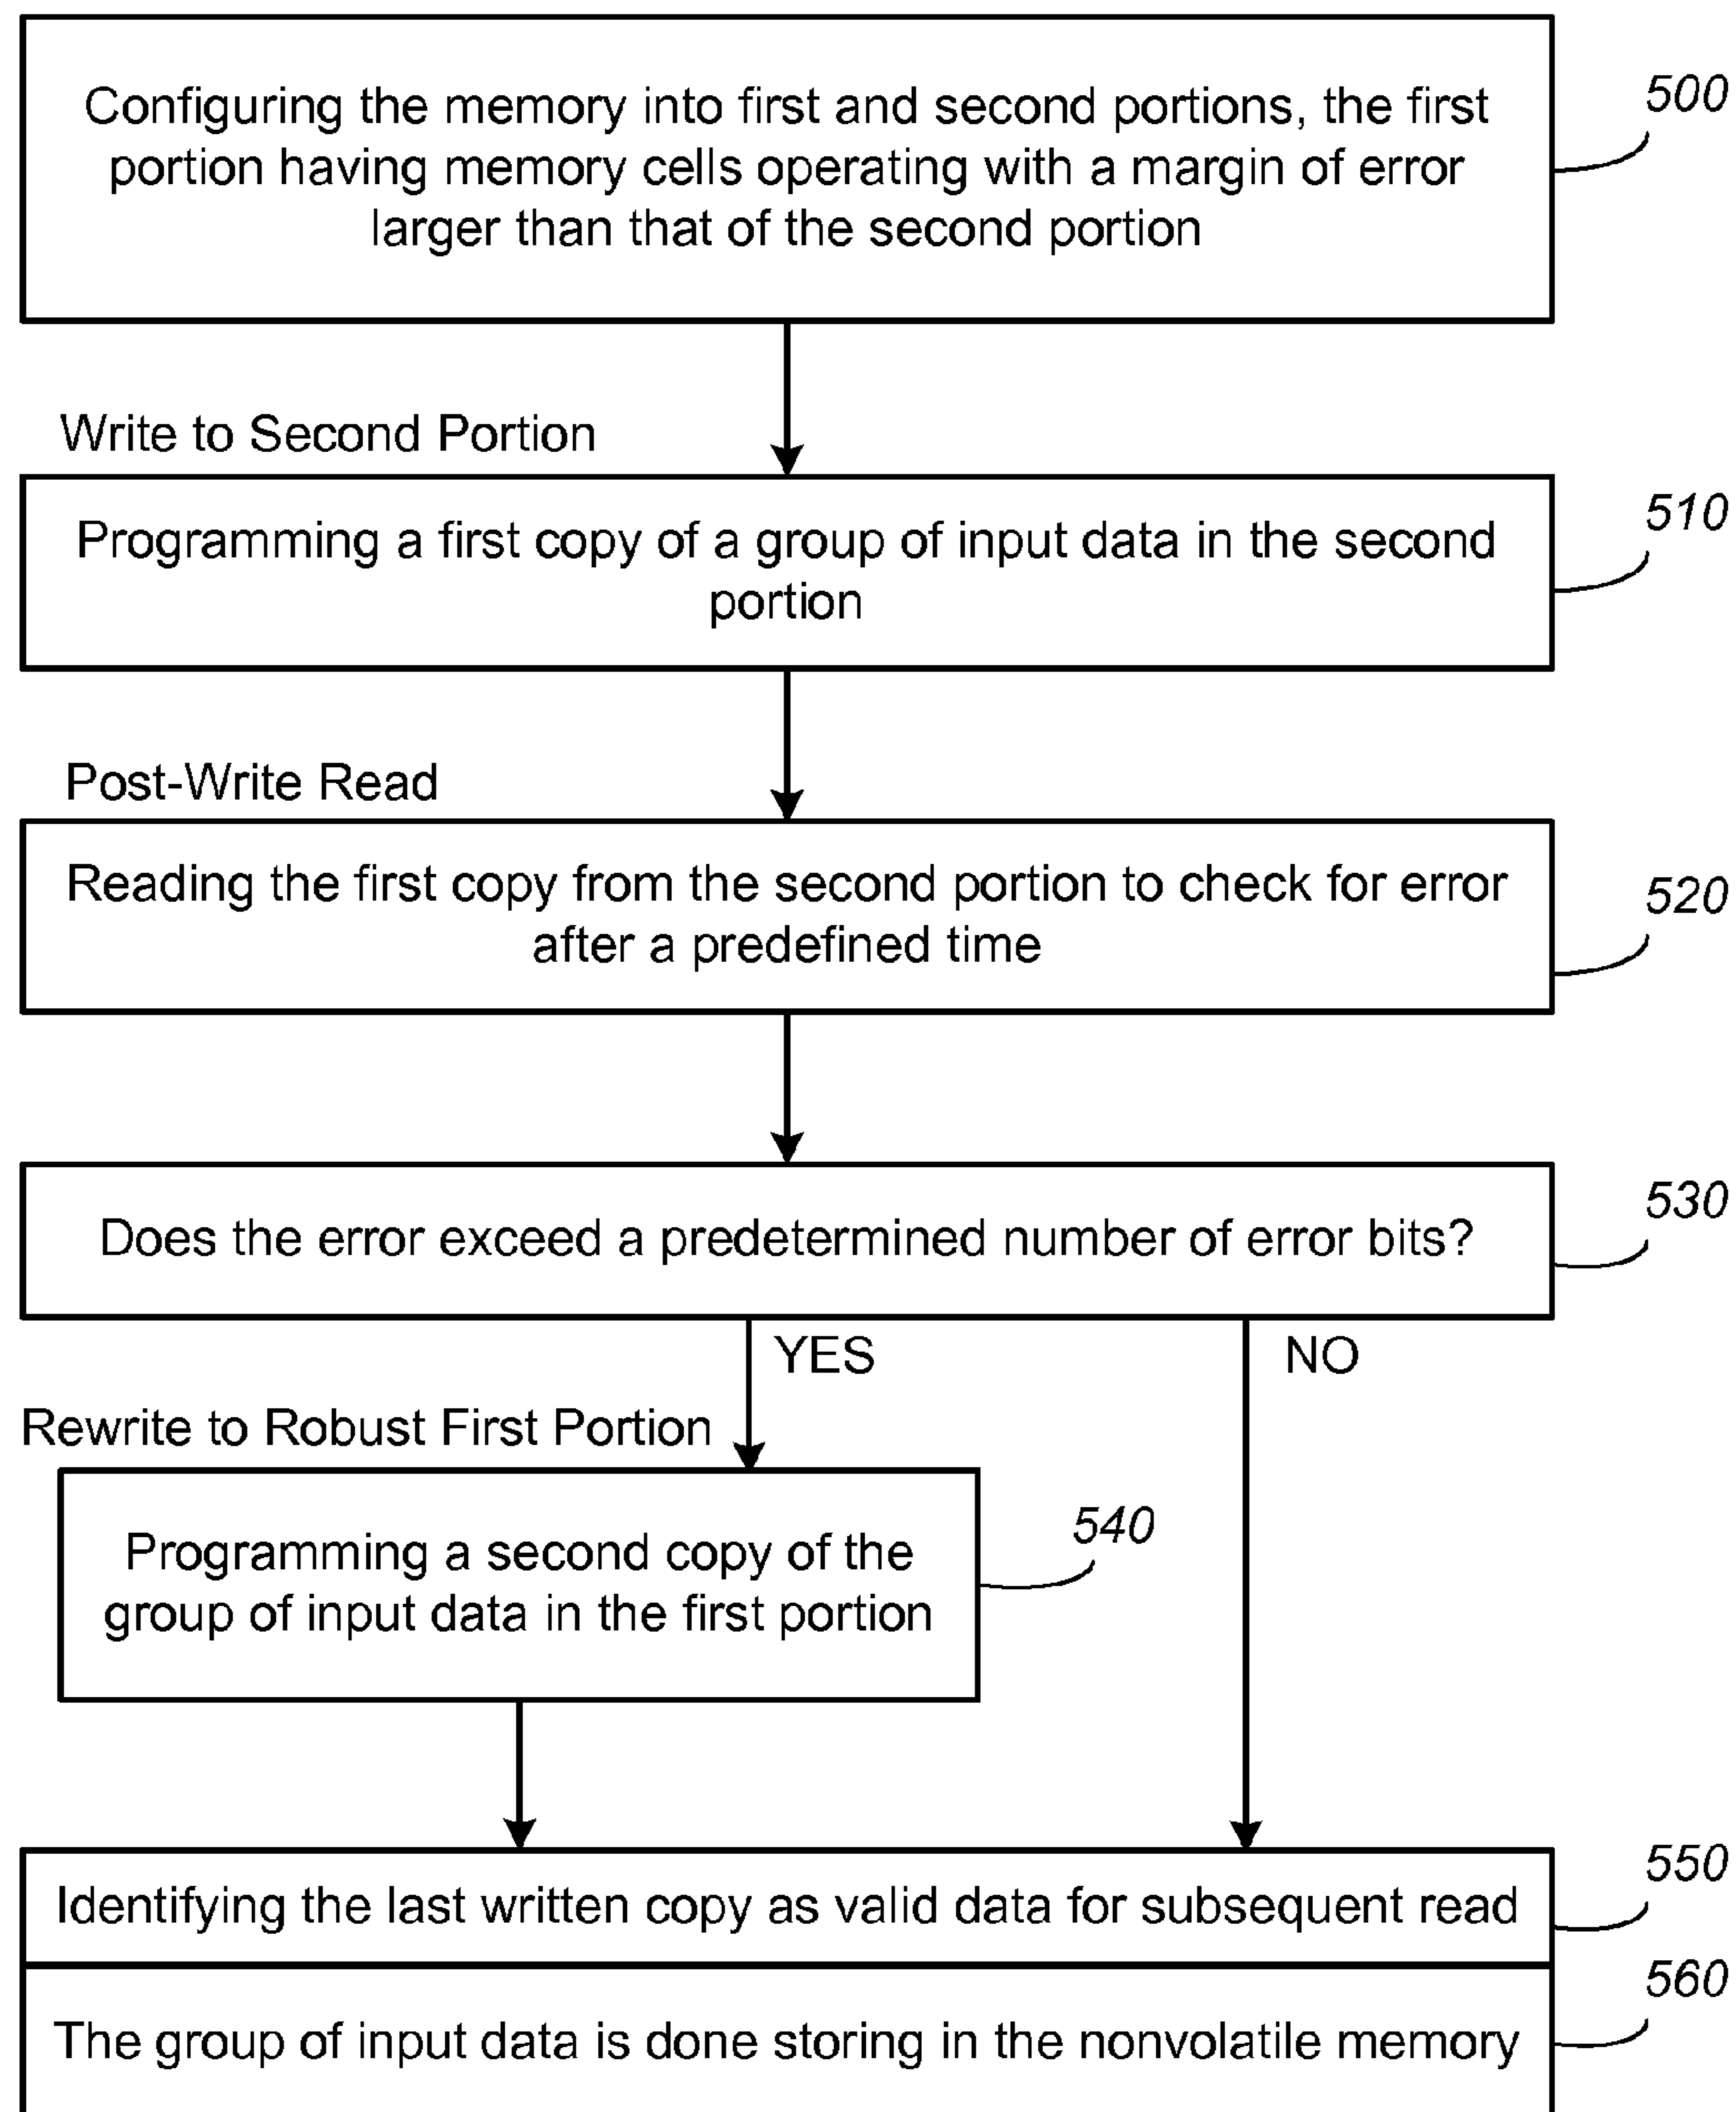 Configuring the memory into first and second portions, the first
portion having memory cells operating with a margin of error
larger than that of the second portion
500
Write to Second Portion
Programming a first copy of a group of input data in the second
portion
510
Post-Write Read
Reading the first copy from the second portion to check for error
after a predefined time
520
Does the error exceed a predetermined number of error bits?
530
YES
NO
Rewrite to Robust First Portion
Programming a second copy of the
group of input data in the first portion
540
Identifying the last written copy as valid data for subsequent read
550
The group of input data is done storing in the nonvolatile memory
560